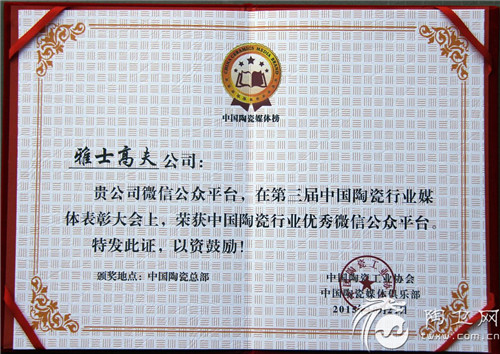 中国陶瓷媒体榜
雅士高夫公司：
贵公司微信公众平台，在第三届中国陶瓷行业媒
体表彰大会上，荣获中国陶瓷行业优秀微信公众平台。
特发此证，以资鼓励！
颁奖地点：中国陶瓷总部
中国陶瓷工业协会
中国陶瓷媒体俱乐部
陶卫网